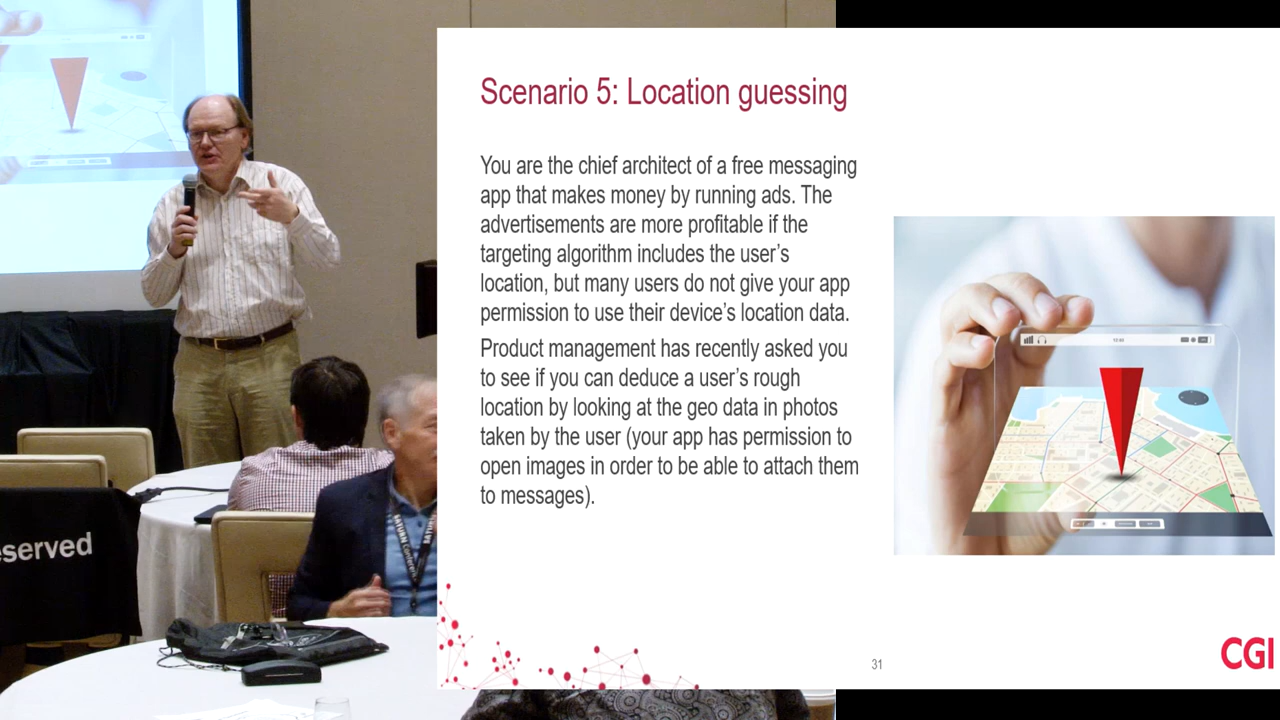 Scenario 5: Location guessing
You are the chief architect of a free messaging
app that makes money by running ads. The
advertisements are more profitable if the
targeting algorithm includes the user's
location, but many users do not give your app
permission to use their device's location data.
Product management has recently asked you
to see if you can deduce a user's rough
location by looking at the geo data in photos
taken by the user (your app has permission to
open images in order to be able to attach them
to messages).
eserved
SATURN Conference
SATURN
31
CGI